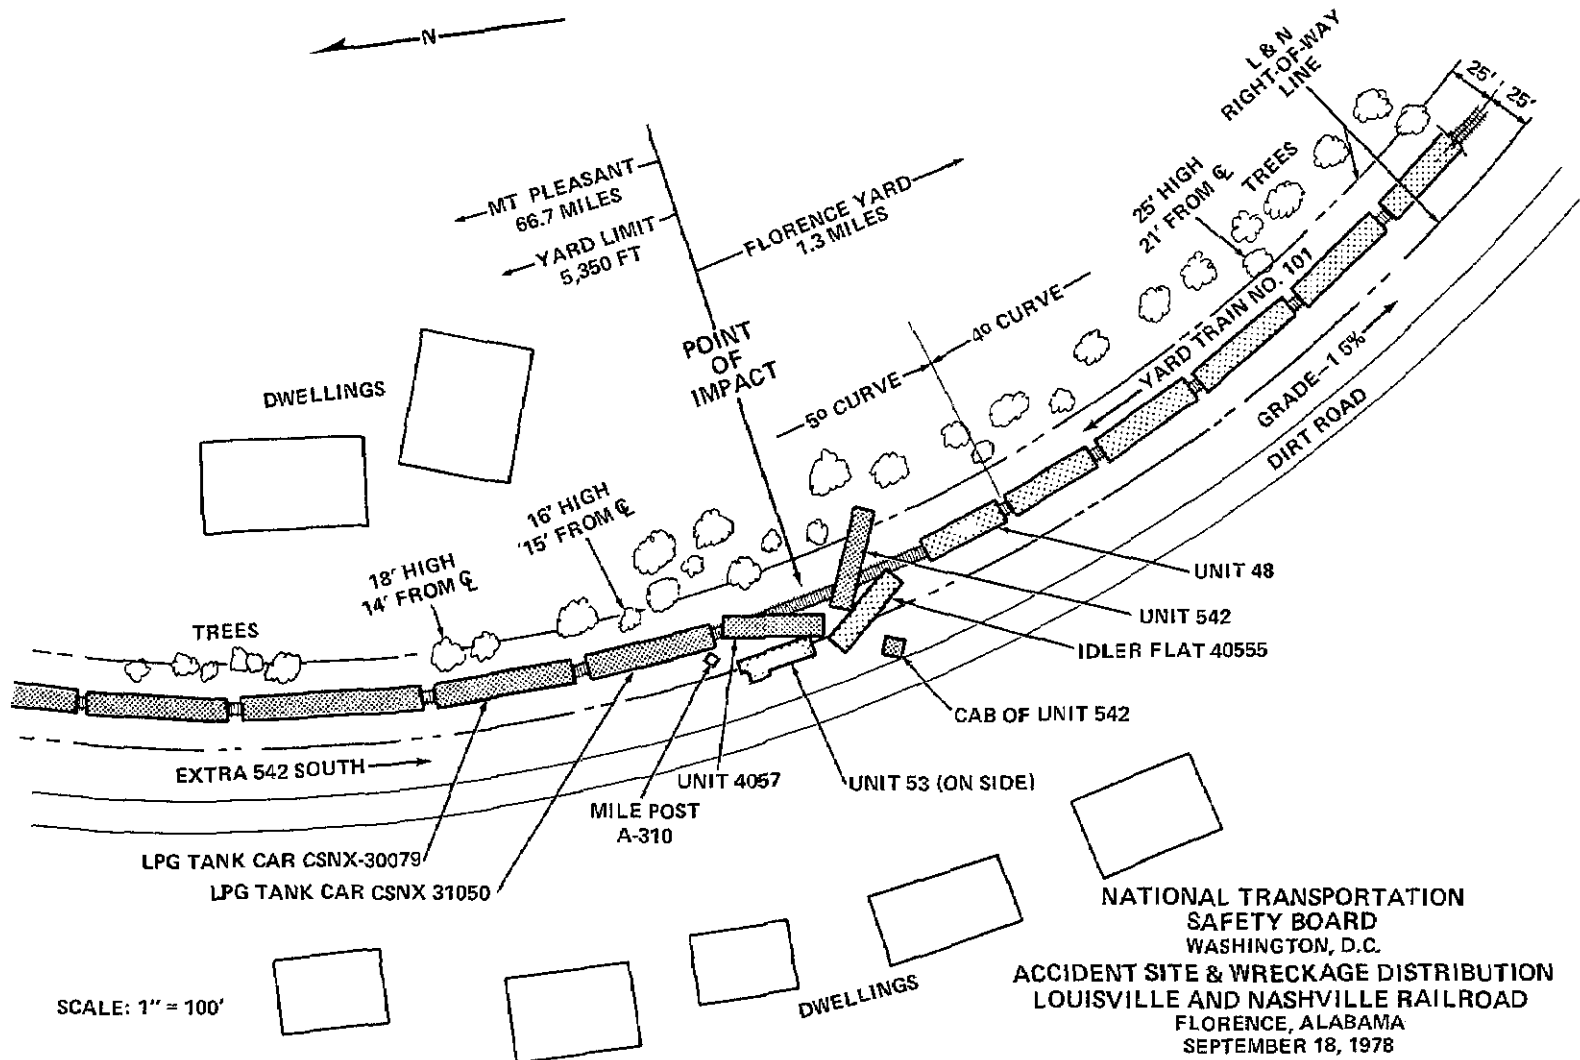 N
L & N
RIGHT-OF-WAY
LINE
25'
25'
MT PLEASANT
66.7 MILES
YARD LIMIT
5,350 FT
FLORENCE YARD
1.3 MILES
25' HIGH
21' FROM ℄
TREES
POINT
OF
IMPACT
5º CURVE
4º CURVE
YARD TRAIN NO. 101
GRADE-1 5%
DIRT ROAD
DWELLINGS
16' HIGH
'15' FROM ℄
18' HIGH
14' FROM ℄
TREES
UNIT 48
UNIT 542
IDLER FLAT 40555
CAB OF UNIT 542
EXTRA 542 SOUTH
UNIT 4057
UNIT 53 (ON SIDE)
MILE POST
A-310
LPG TANK CAR CSNX-30079
LPG TANK CAR CSNX 31050
DWELLINGS
SCALE: 1" = 100'
NATIONAL TRANSPORTATION
SAFETY BOARD
WASHINGTON, D.C.
ACCIDENT SITE & WRECKAGE DISTRIBUTION
LOUISVILLE AND NASHVILLE RAILROAD
FLORENCE, ALABAMA
SEPTEMBER 18, 1978